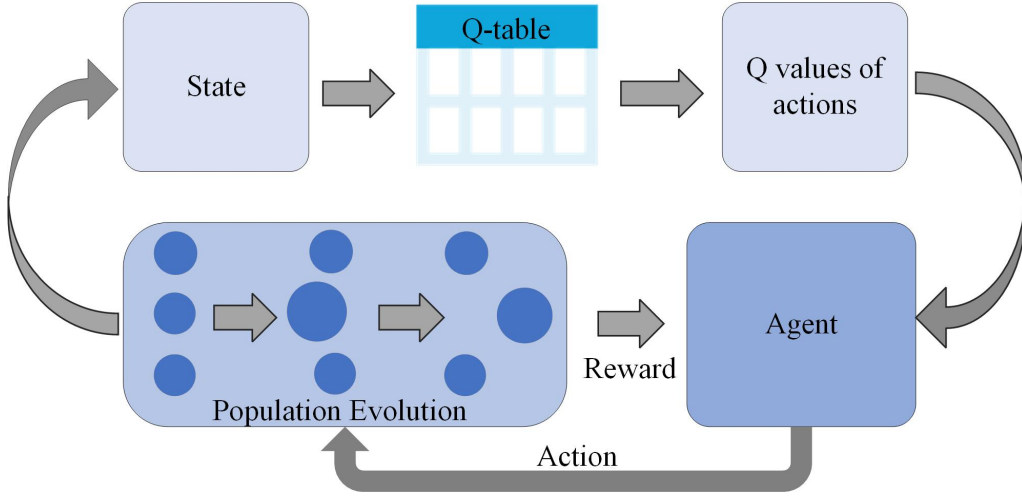 State
Q-table
Q values of
actions
Population Evolution
Reward
Agent
Action